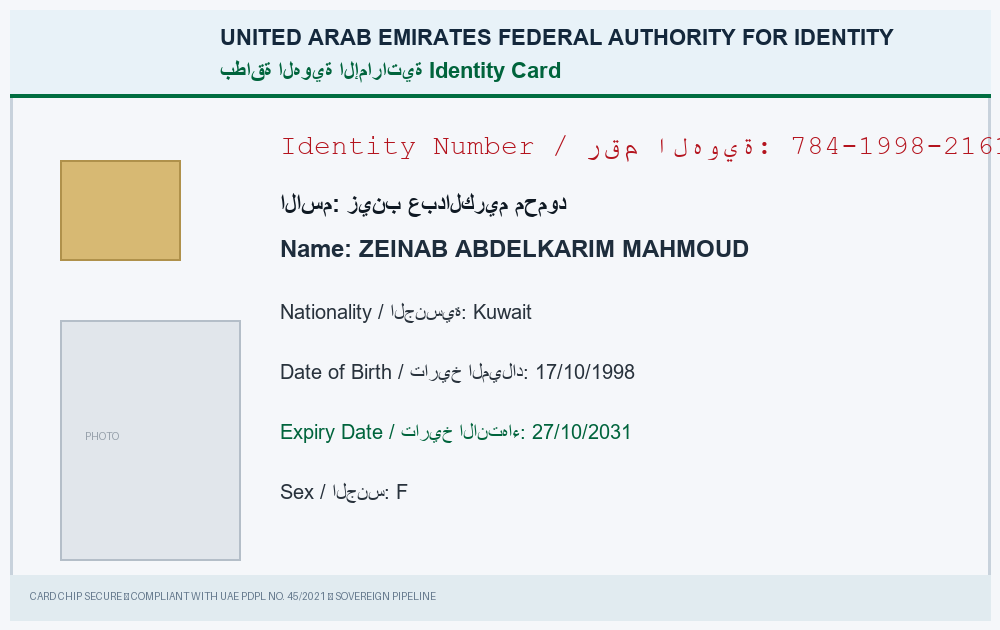 UNITED ARAB EMIRATES FEDERAL AUTHORITY FOR IDENTITY
بطاقة الهوية الإماراتية Identity Card
Identity Number / رقم الهوية: 784-1998-2161
الاسم: زينب عبدالكريم محمود
Name: ZEINAB ABDELKARIM MAHMOUD
Nationality / الجنسية: Kuwait
Date of Birth / تاريخ الميلاد: 17/10/1998
Expiry Date / تاريخ الانتهاء: 27/10/2031
Sex / الجنس: F
PHOTO
CARD CHIP SECURE COMPLIANT WITH UAE PDPL NO. 45/2021 SOVEREIGN PIPELINE